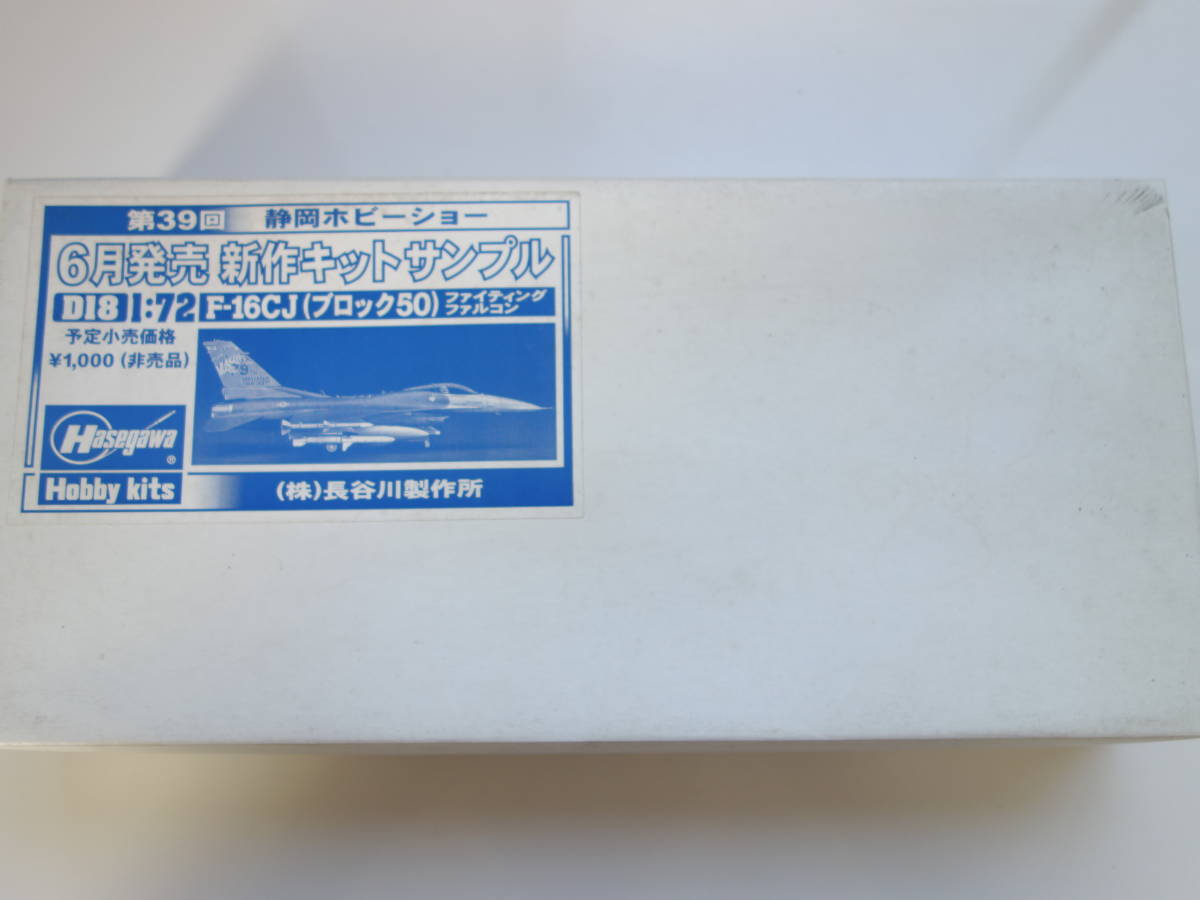 第39回 静岡ホビーショー
6月発売 新作キットサンプル
D18 1:72 F-16CJ (ブロック50) ファイティング ファルコン
予定小売価格
¥1,000 (非売品)
Hasegawa ®
Hobby kits
(株)長谷川製作所